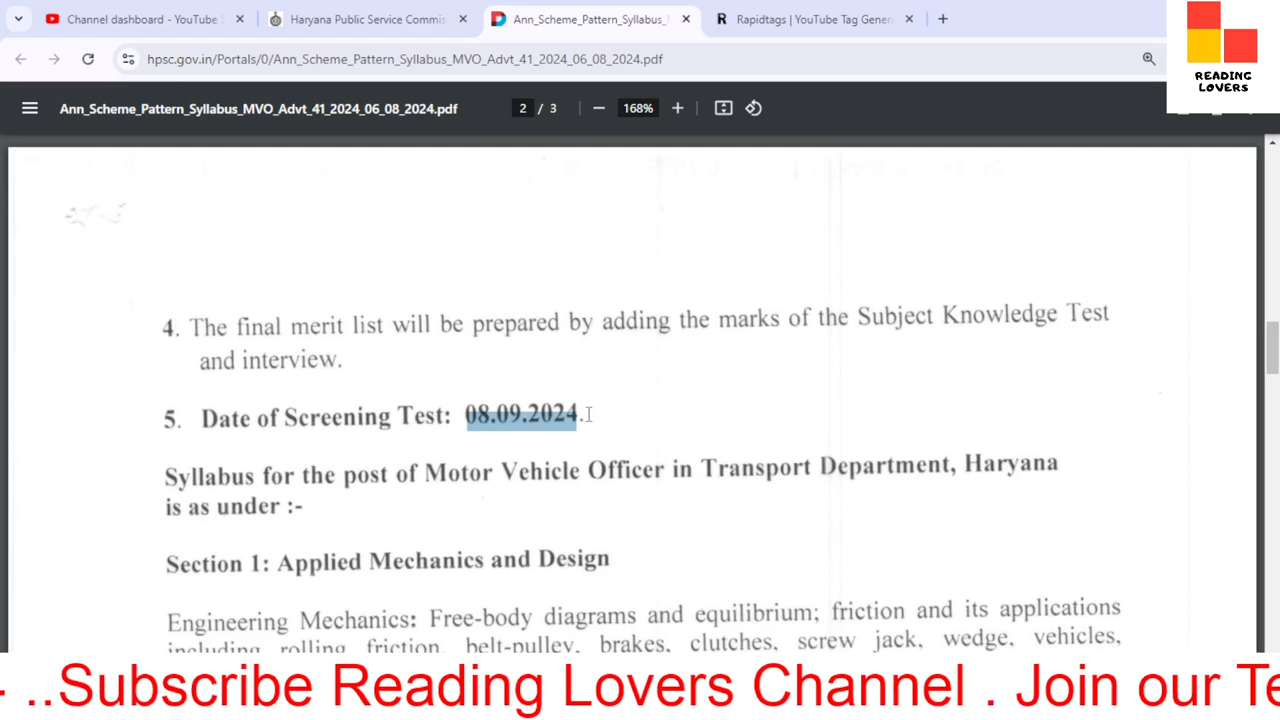 Channel dashboard - YouTube
Haryana Public Service Commis
Ann_Scheme_Pattern_Syllabus_
Rapidtags | YouTube Tag Gener
hpsc.gov.in/Portals/0/Ann_Scheme_Pattern_Syllabus_MVO_Advt_41_2024_06_08_2024.pdf
READING
LOVERS
Ann_Scheme_Pattern_Syllabus_MVO_Advt_41_2024_06_08_2024.pdf
2 / 3
168%
4. The final merit list will be prepared by adding the marks of the Subject Knowledge Test
and interview.
5. Date of Screening Test: 08.09.2024.
Syllabus for the post of Motor Vehicle Officer in Transport Department, Haryana
is as under :-
Section 1: Applied Mechanics and Design
Engineering Mechanics: Free-body diagrams and equilibrium; friction and its applications
including rolling friction, belt-pulley, brakes, clutches, screw jack, wedge, vehicles,
..Subscribe Reading Lovers Channel . Join our Te